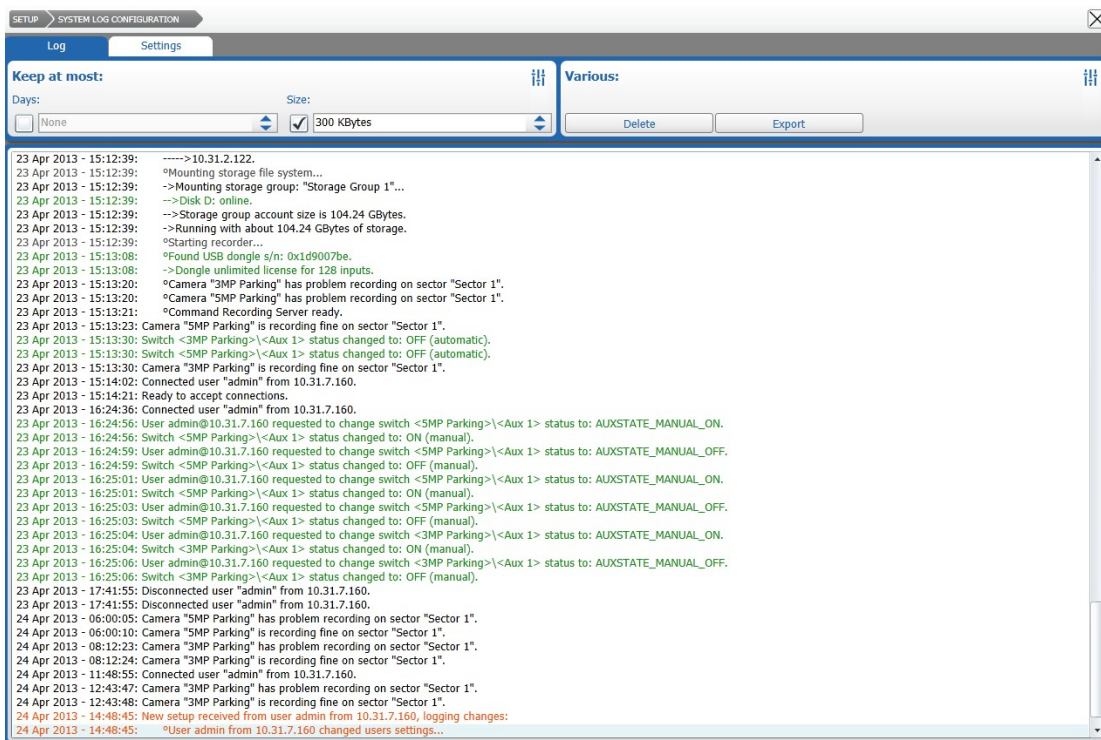 SETUP SYSTEM LOG CONFIGURATION
Log Settings
Keep at most: Various:
Days: Size:
None 300 KBytes Delete Export
23 Apr 2013 - 15:12:39: ----->10.31.2.122.
23 Apr 2013 - 15:12:39: °Mounting storage file system...
23 Apr 2013 - 15:12:39: ->Mounting storage group: "Storage Group 1"...
23 Apr 2013 - 15:12:39: -->Disk D: online.
23 Apr 2013 - 15:12:39: -->Storage group account size is 104.24 GBytes.
23 Apr 2013 - 15:12:39: ->Running with about 104.24 GBytes of storage.
23 Apr 2013 - 15:12:39: °Starting recorder...
23 Apr 2013 - 15:13:08: °Found USB dongle s/n: 0x1d9007be.
23 Apr 2013 - 15:13:08: ->Dongle unlimited license for 128 inputs.
23 Apr 2013 - 15:13:20: °Camera "3MP Parking" has problem recording on sector "Sector 1".
23 Apr 2013 - 15:13:20: °Camera "5MP Parking" has problem recording on sector "Sector 1".
23 Apr 2013 - 15:13:21: °Command Recording Server ready.
23 Apr 2013 - 15:13:23: Camera "5MP Parking" is recording fine on sector "Sector 1".
23 Apr 2013 - 15:13:30: Switch <3MP Parking>\<Aux 1> status changed to: OFF (automatic).
23 Apr 2013 - 15:13:30: Switch <5MP Parking>\<Aux 1> status changed to: OFF (automatic).
23 Apr 2013 - 15:13:30: Camera "3MP Parking" is recording fine on sector "Sector 1".
23 Apr 2013 - 15:14:02: Connected user "admin" from 10.31.7.160.
23 Apr 2013 - 15:14:21: Ready to accept connections.
23 Apr 2013 - 16:24:36: Connected user "admin" from 10.31.7.160.
23 Apr 2013 - 16:24:56: User admin@10.31.7.160 requested to change switch <5MP Parking>\<Aux 1> status to: AUXSTATE_MANUAL_ON.
23 Apr 2013 - 16:24:56: Switch <5MP Parking>\<Aux 1> status changed to: ON (manual).
23 Apr 2013 - 16:24:59: User admin@10.31.7.160 requested to change switch <5MP Parking>\<Aux 1> status to: AUXSTATE_MANUAL_OFF.
23 Apr 2013 - 16:24:59: Switch <5MP Parking>\<Aux 1> status changed to: OFF (manual).
23 Apr 2013 - 16:25:01: User admin@10.31.7.160 requested to change switch <5MP Parking>\<Aux 1> status to: AUXSTATE_MANUAL_ON.
23 Apr 2013 - 16:25:01: Switch <5MP Parking>\<Aux 1> status changed to: ON (manual).
23 Apr 2013 - 16:25:03: User admin@10.31.7.160 requested to change switch <5MP Parking>\<Aux 1> status to: AUXSTATE_MANUAL_OFF.
23 Apr 2013 - 16:25:03: Switch <5MP Parking>\<Aux 1> status changed to: OFF (manual).
23 Apr 2013 - 16:25:04: User admin@10.31.7.160 requested to change switch <3MP Parking>\<Aux 1> status to: AUXSTATE_MANUAL_ON.
23 Apr 2013 - 16:25:04: Switch <3MP Parking>\<Aux 1> status changed to: ON (manual).
23 Apr 2013 - 16:25:06: User admin@10.31.7.160 requested to change switch <3MP Parking>\<Aux 1> status to: AUXSTATE_MANUAL_OFF.
23 Apr 2013 - 16:25:06: Switch <3MP Parking>\<Aux 1> status changed to: OFF (manual).
23 Apr 2013 - 17:41:55: Disconnected user "admin" from 10.31.7.160.
23 Apr 2013 - 17:41:55: Disconnected user "admin" from 10.31.7.160.
24 Apr 2013 - 06:00:05: Camera "5MP Parking" has problem recording on sector "Sector 1".
24 Apr 2013 - 06:00:10: Camera "5MP Parking" is recording fine on sector "Sector 1".
24 Apr 2013 - 08:12:23: Camera "3MP Parking" has problem recording on sector "Sector 1".
24 Apr 2013 - 08:12:24: Camera "3MP Parking" is recording fine on sector "Sector 1".
24 Apr 2013 - 11:48:55: Connected user "admin" from 10.31.7.160.
24 Apr 2013 - 12:43:47: Camera "3MP Parking" has problem recording on sector "Sector 1".
24 Apr 2013 - 12:43:48: Camera "3MP Parking" is recording fine on sector "Sector 1".
24 Apr 2013 - 14:48:45: New setup received from user admin from 10.31.7.160, logging changes:
24 Apr 2013 - 14:48:45: °User admin from 10.31.7.160 changed users settings...